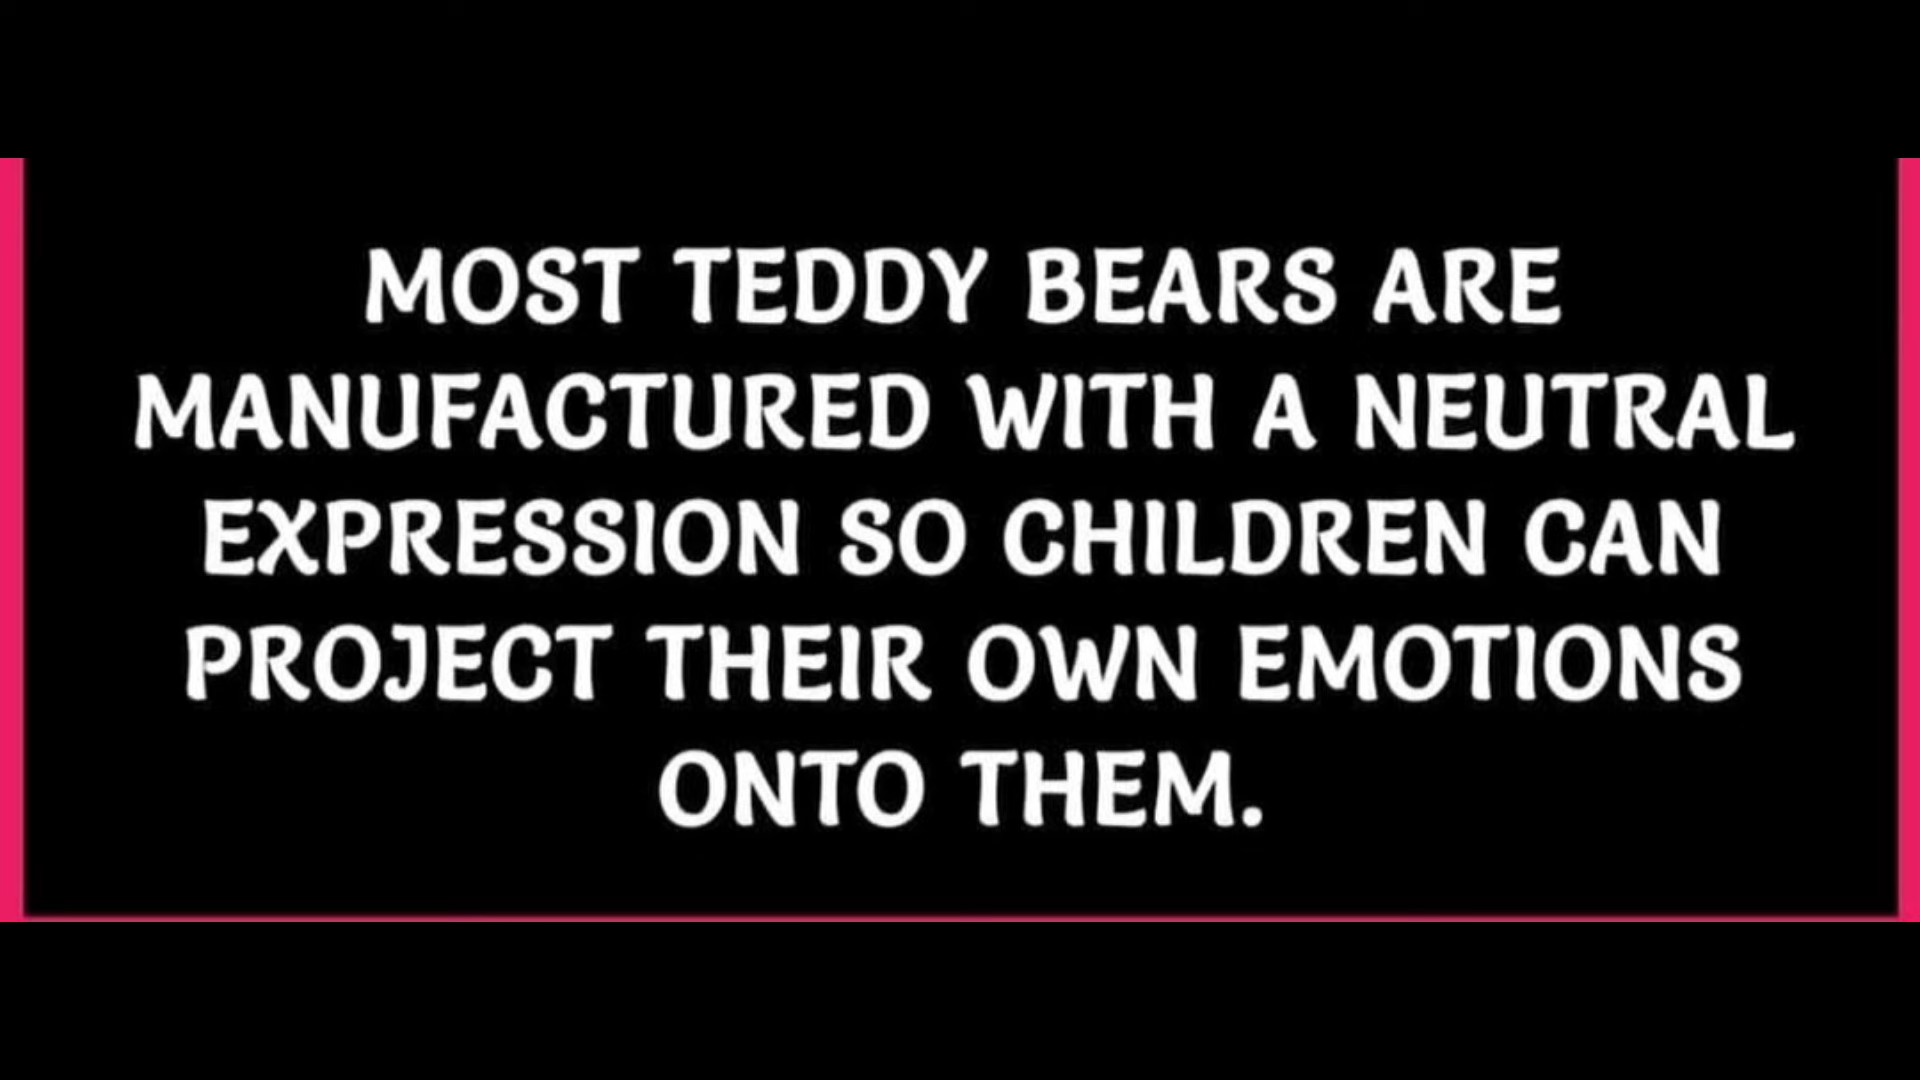 MOST TEDDY BEARS ARE
MANUFACTURED WITH A NEUTRAL
EXPRESSION SO CHILDREN CAN
PROJECT THEIR OWN EMOTIONS
ONTO THEM.